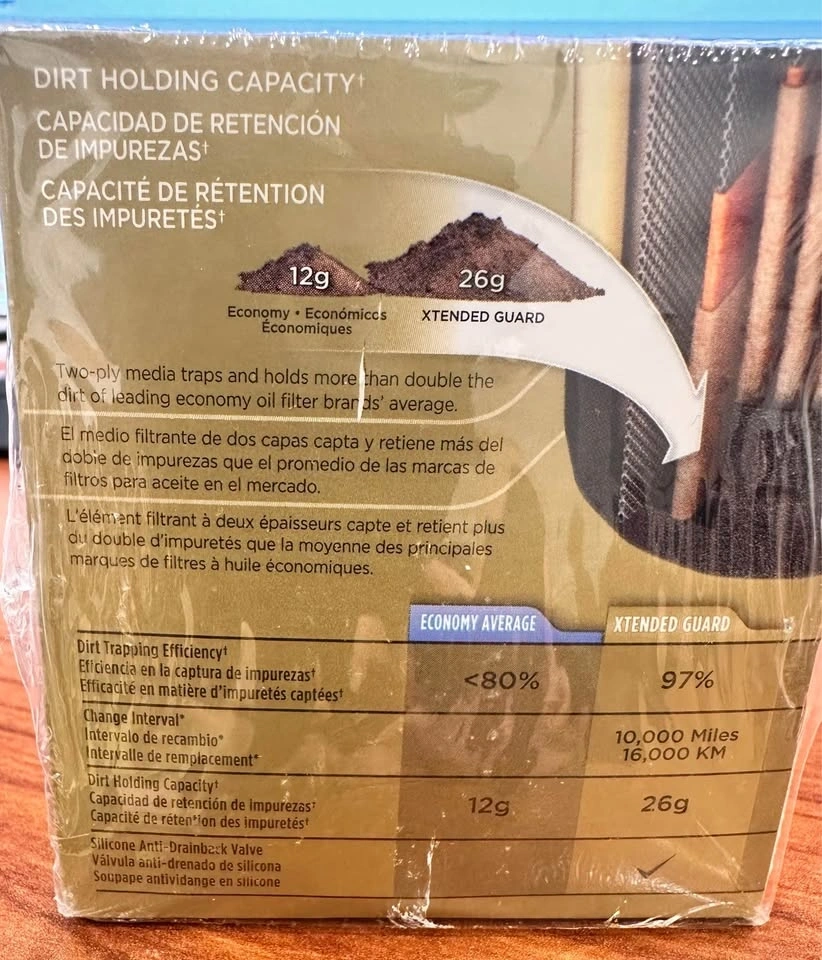 DIRT HOLDING CAPACITY†
CAPACIDAD DE RETENCIÓN
DE IMPUREZAS†
CAPACITÉ DE RÉTENTION
DES IMPURETÉS†
12g
26g
Economy • Económicos
Économiques
XTENDED GUARD
Two-ply media traps and holds more than double the
dirt of leading economy oil filter brands' average.
El medio filtrante de dos capas capta y retiene más del
doble de impurezas que el promedio de las marcas de
filtros para aceite en el mercado.
L'élément filtrant à deux épaisseurs capte et retient plus
du double d'impuretés que la moyenne des principales
marques de filtres à huile économiques.
ECONOMY AVERAGE
XTENDED GUARD
Dirt Trapping Efficiency†
Eficiencia en la captura de impurezas†
Efficacité en matière d'impuretés captées†
<80%
97%
Change Interval*
Intervalo de recambio*
Intervalle de remplacement*
10,000 Miles
16,000 KM
Dirt Holding Capacity†
Capacidad de retención de impurezas†
Capacité de rétention des impuretés†
12g
26g
Silicone Anti-Drainback Valve
Válvula anti-drenado de silicona
Soupape antividange en silicone
✓